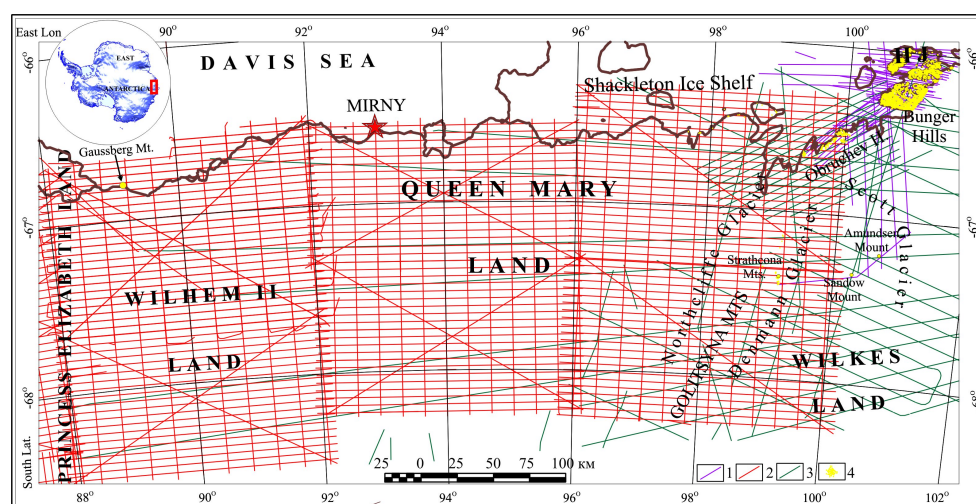 East Lon
88°
90°
92°
94°
96°
98°
100°
102°
-66°
-66°
EAST
ANTARCTICA
DAVIS SEA
H J
Shackleton Ice Shelf
MIRNY
Bunger
Hills
Gaussberg Mt.
Obruchev H
PRINCESS ELIZABETH LAND
QUEEN MARY
LAND
Scott Glacier
-67°
-67°
Amundsen
Mount
Strathcona
Mts.
Sandow
Mount
WILHEM II
LAND
Northcliffe Glacier
GOLITSYNA MTS
Denmann Glacier
WILKES
LAND
-68°
-68°
South Lat.
25 0 25 50 75 100 KM
1 2 3 4
88° 90° 92° 94° 96° 98° 100° 102°